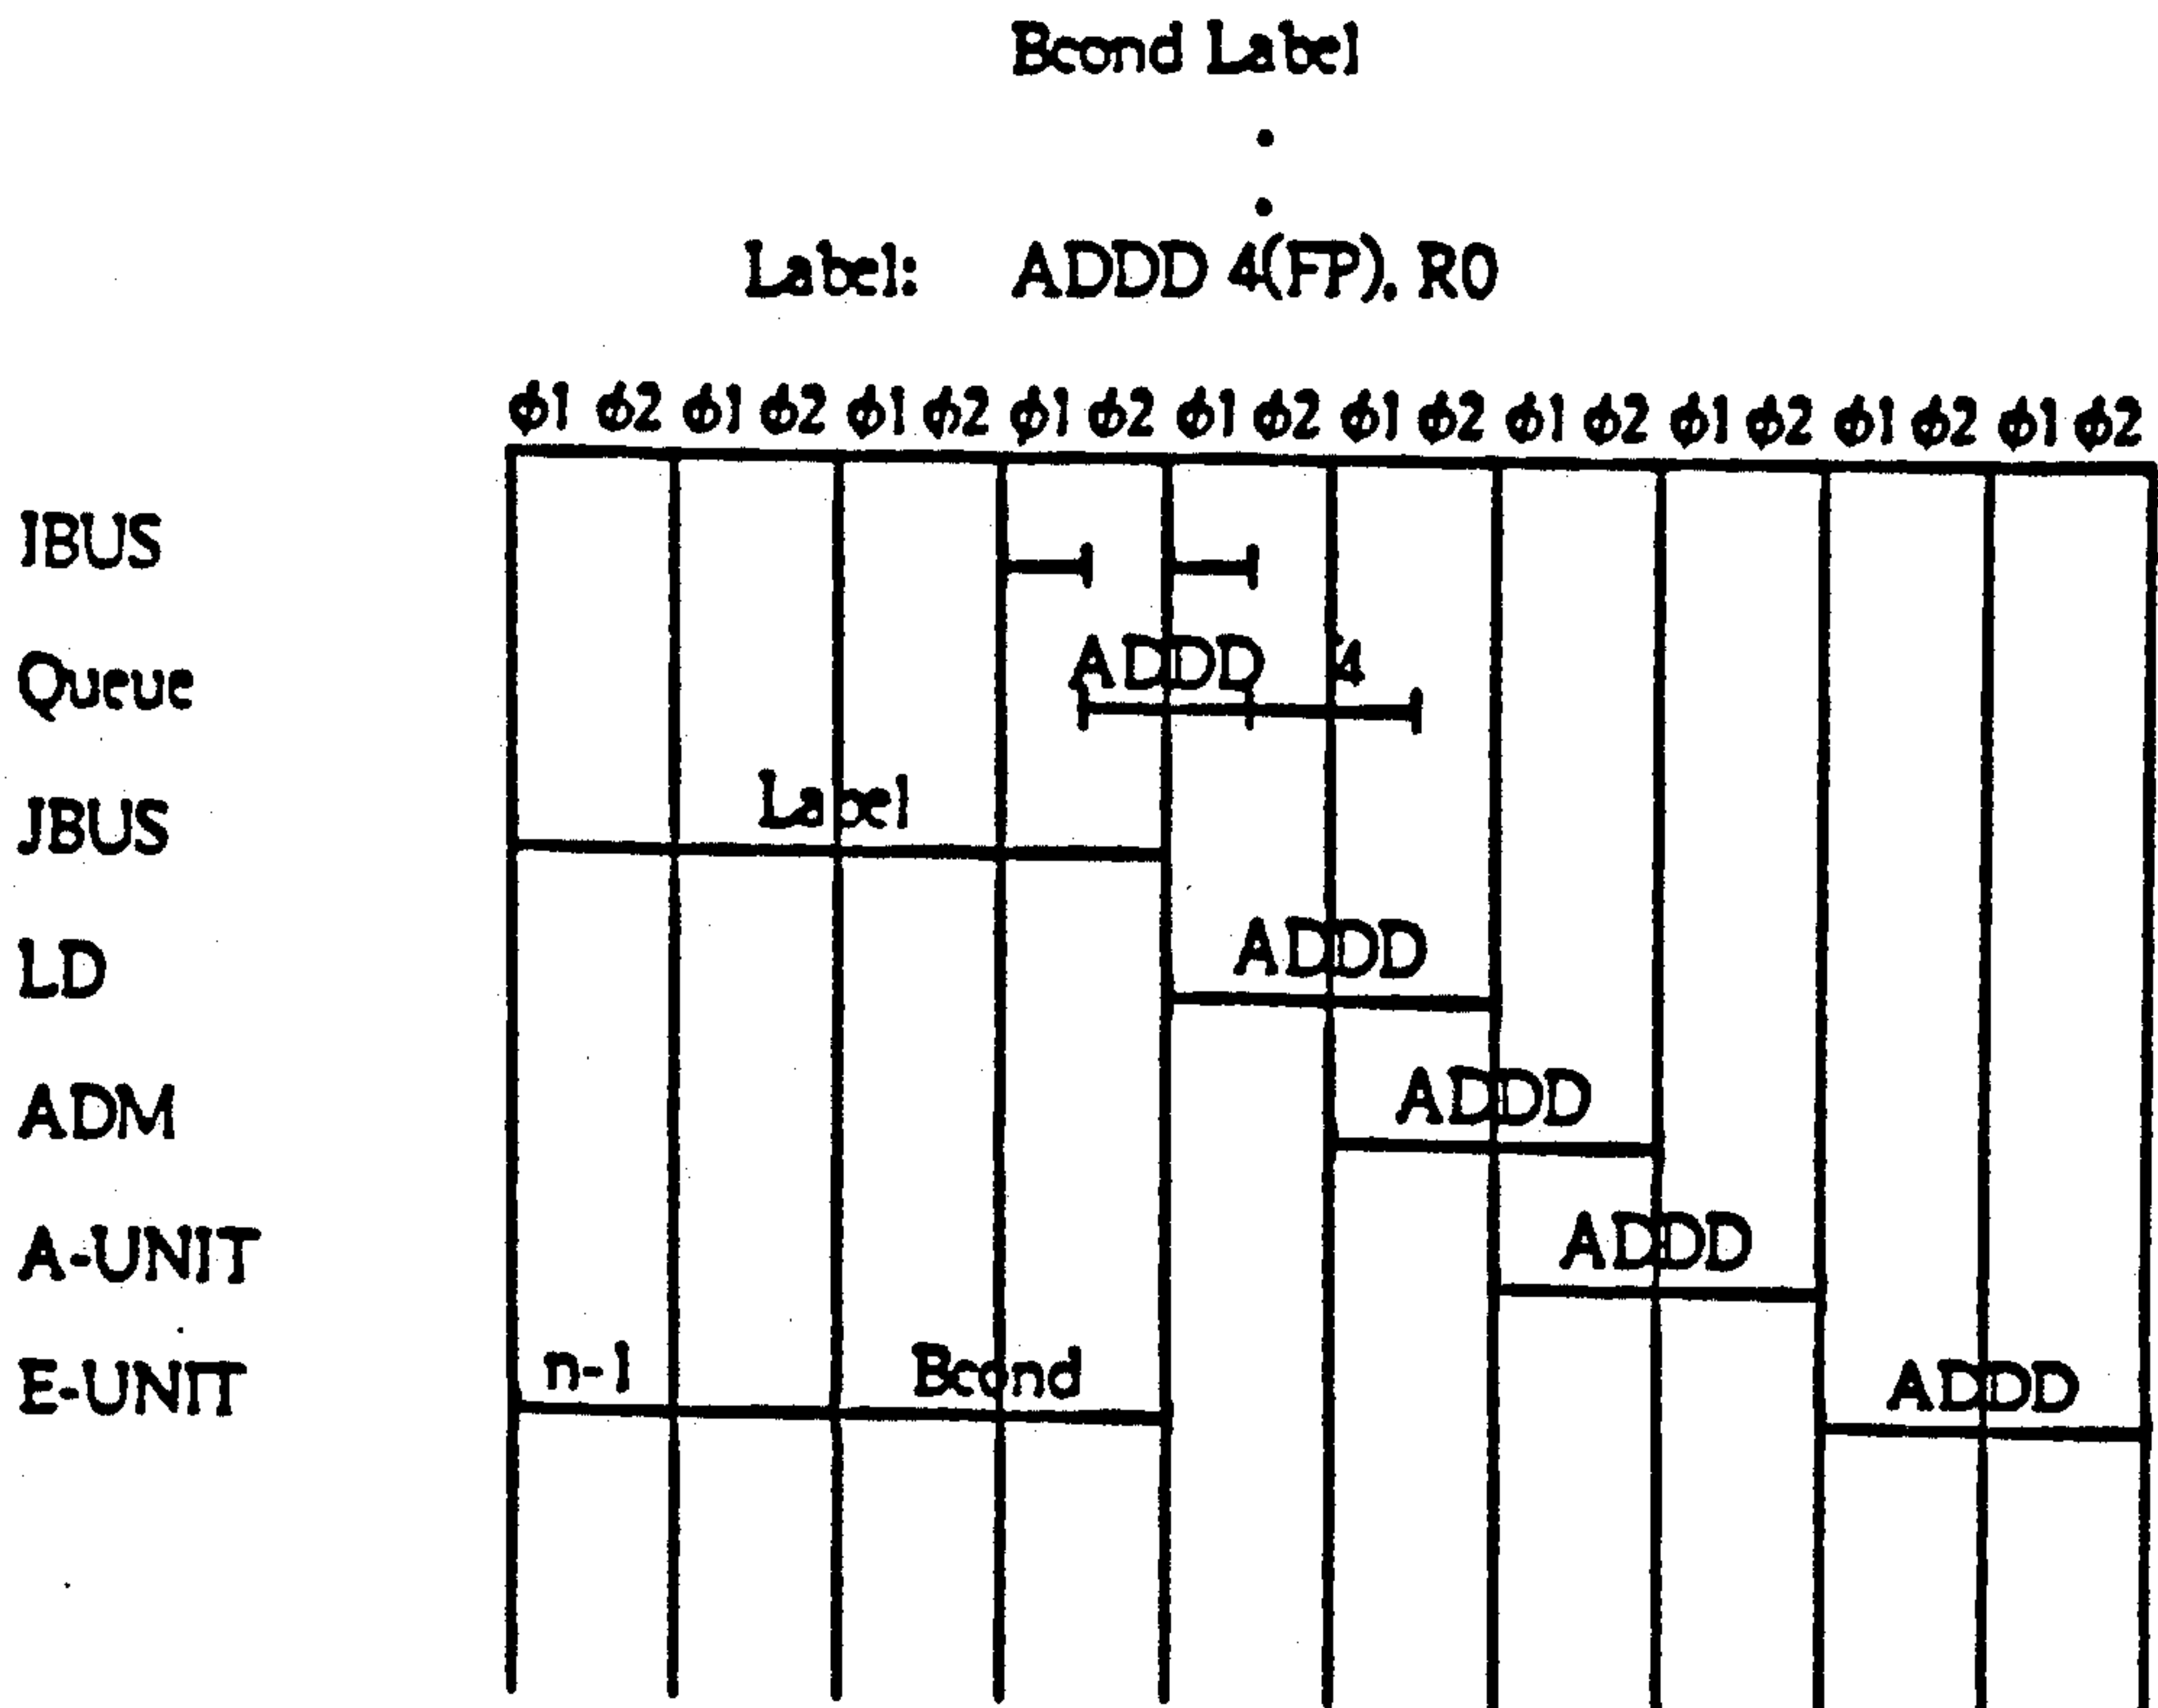 Bcond Label
.
.
Label: ADDD 4(FP), R0
ϕ1 ϕ2 ϕ1 ϕ2 ϕ1 ϕ2 ϕ1 ϕ2 ϕ1 ϕ2 ϕ1 ϕ2 ϕ1 ϕ2 ϕ1 ϕ2 ϕ1 ϕ2 ϕ1 ϕ2
IBUS
Queue ADDD 4
JBUS Label
LD ADDD
ADM ADDD
A-UNIT ADDD
E-UNIT n-1 Bcond ADDD